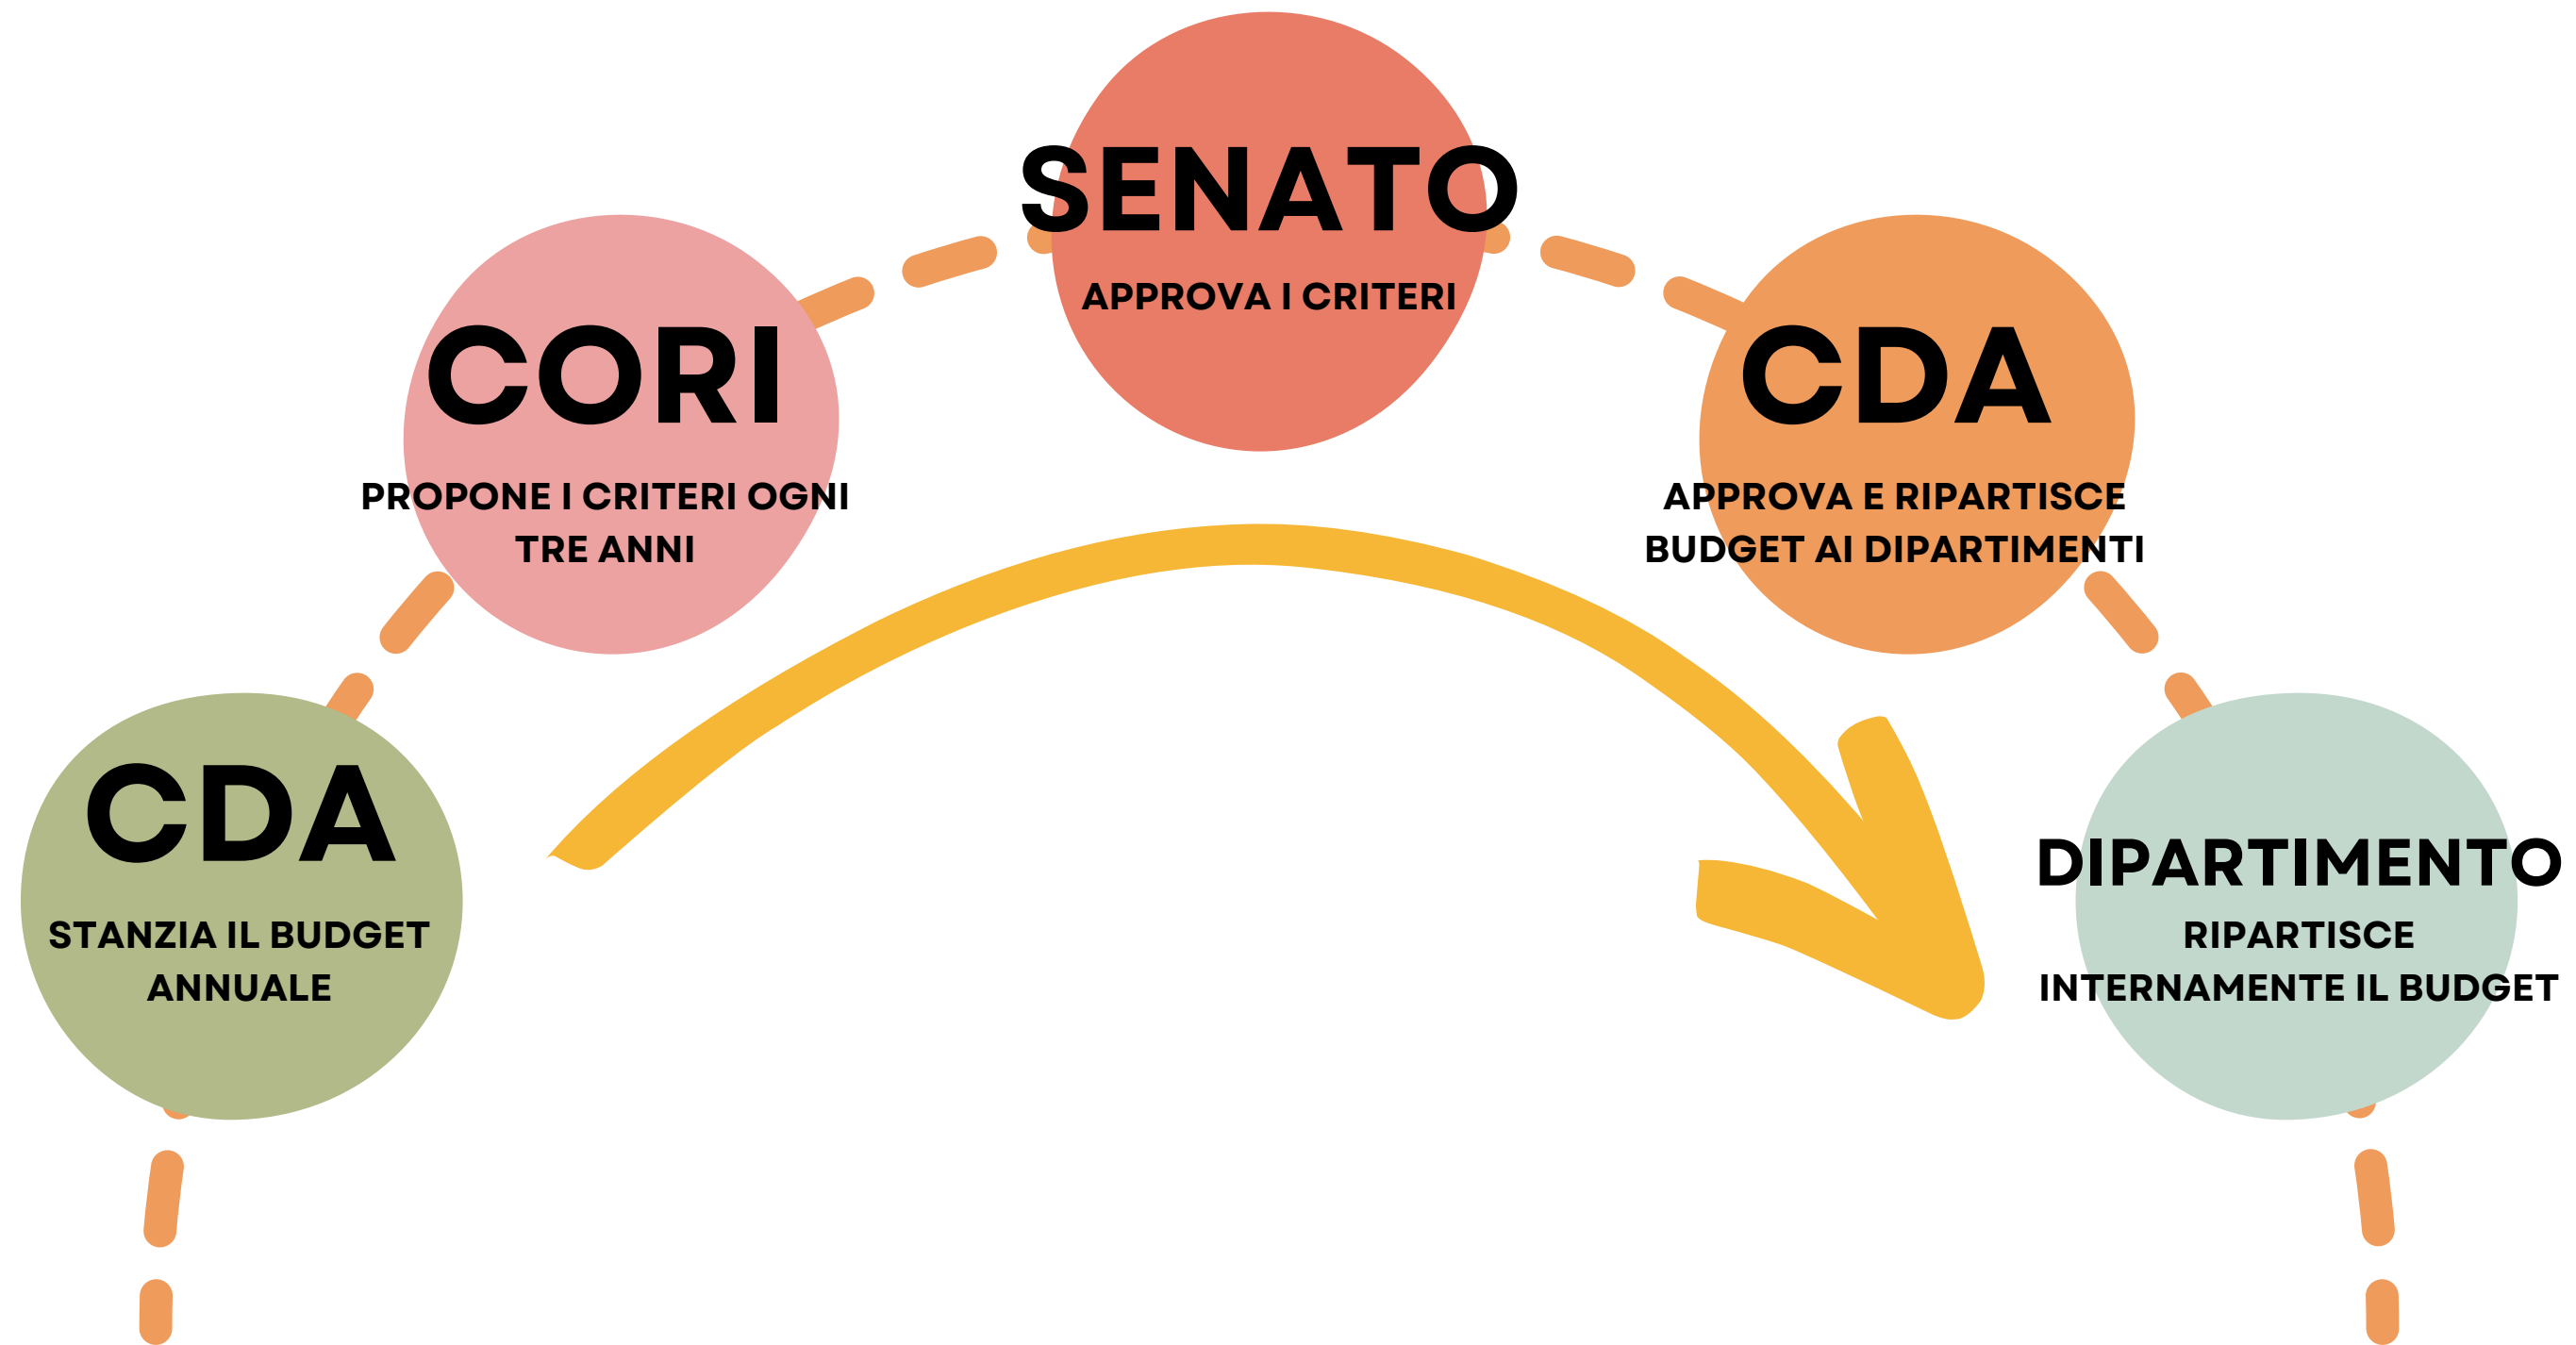 CDA
STANZIA IL BUDGET
ANNUALE
CORI
PROPONE I CRITERI OGNI
TRE ANNI
SENATO
APPROVA I CRITERI
CDA
APPROVA E RIPARTISCE
BUDGET AI DIPARTIMENTI
DIPARTIMENTO
RIPARTISCE
INTERNAMENTE IL BUDGET